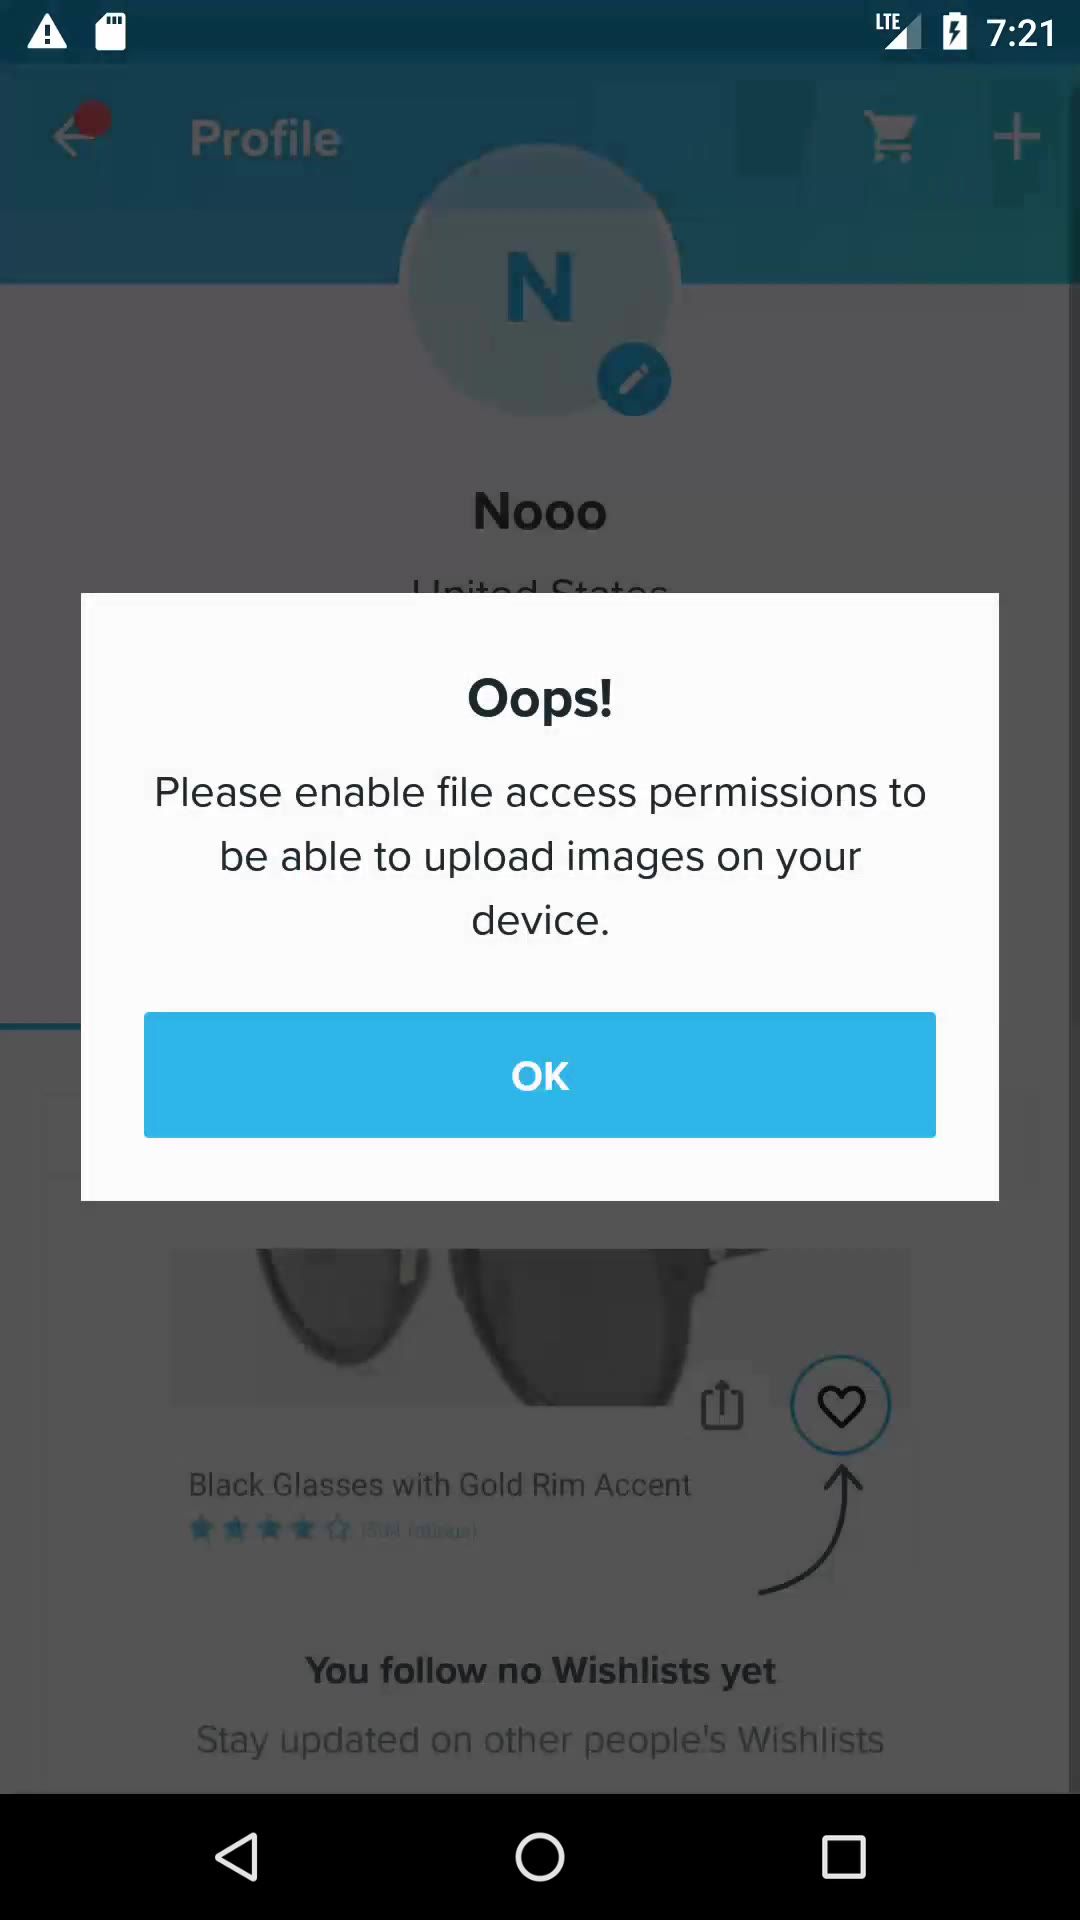 LTE 7:21
Profile
N
Nooo
United States
Oops!
Please enable file access permissions to
be able to upload images on your
device.
OK
Black Glasses with Gold Rim Accent
You follow no Wishlists yet
Stay updated on other people's Wishlists